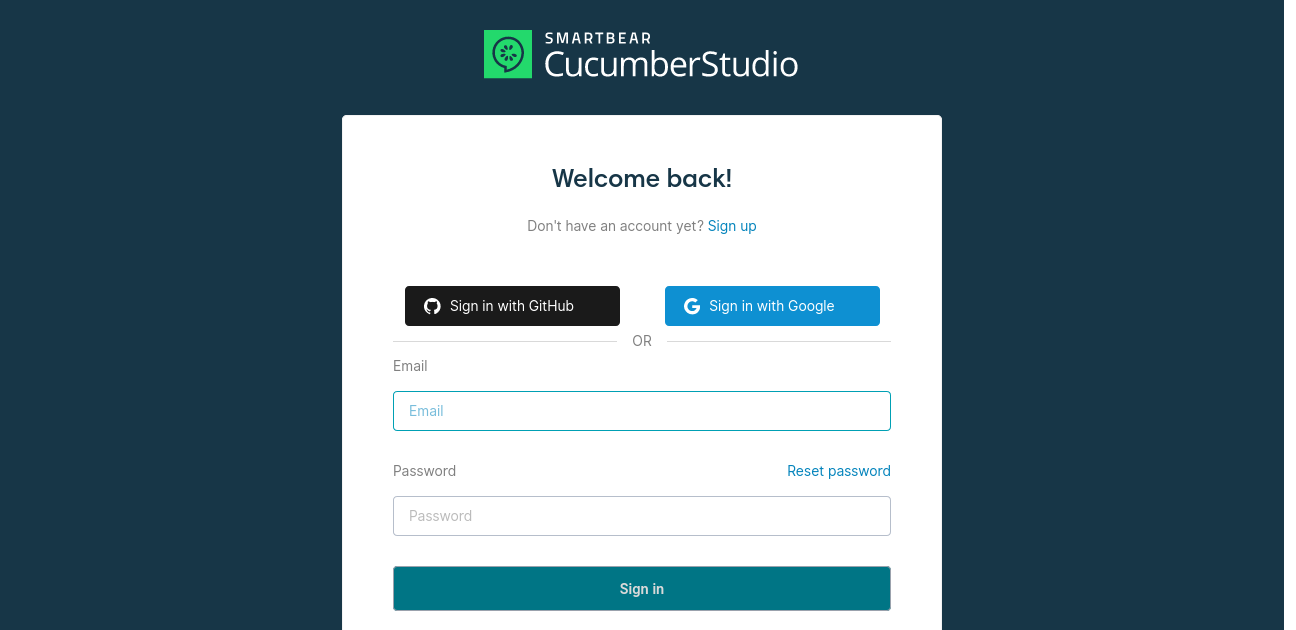 SMARTBEAR
CucumberStudio
Welcome back!
Don't have an account yet? Sign up
Sign in with GitHub
Sign in with Google
OR
Email
Email
Password
Reset password
Password
Sign in